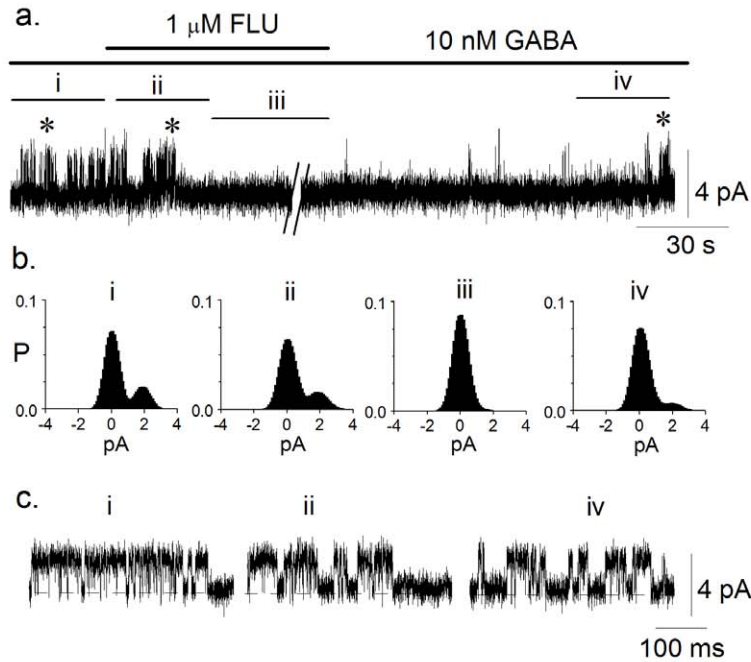 a.
1 μM FLU
10 nM GABA
i
ii
iii
iv
*
*
*
4 pA
30 s
b.
i
ii
iii
iv
0.1
0.1
0.1
0.1
P
0.0
0.0
0.0
0.0
-4 -2 0 2 4
-4 -2 0 2 4
-4 -2 0 2 4
-4 -2 0 2 4
pA
pA
pA
pA
c.
i
ii
iv
4 pA
100 ms